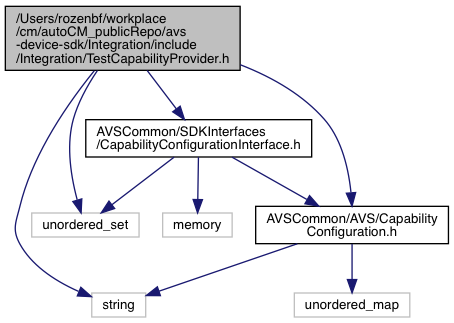 /Users/rozenbf/workplace
/cm/autoCM_publicRepo/avs
-device-sdk/Integration/include
/Integration/TestCapabilityProvider.h
AVSCommon/SDKInterfaces
/CapabilityConfigurationInterface.h
unordered_set
memory
AVSCommon/AVS/Capability
Configuration.h
string
unordered_map